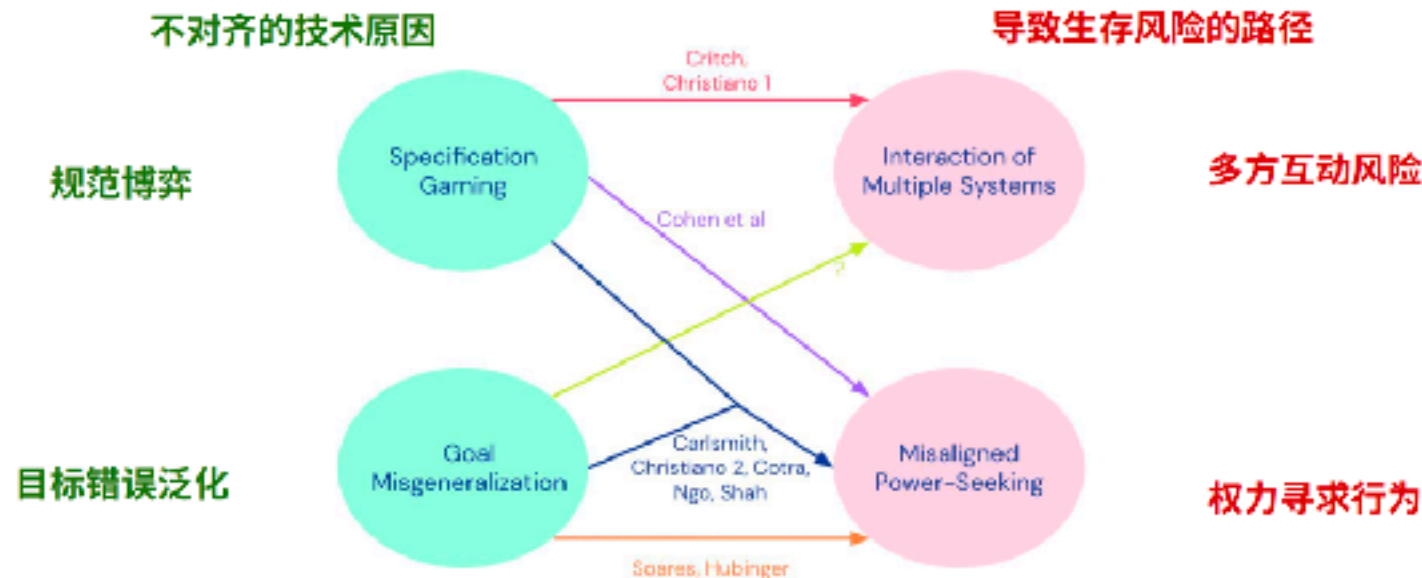 不对齐的技术原因
导致生存风险的路径
Critch,
Christiano 1
规范博弈
Specification
Gaming
Interaction of
Multiple Systems
多方互动风险
Cohen et al
?
目标错误泛化
Goal
Misgeneralization
Carlsmith,
Christiano 2, Cotra,
Ngo, Shah
Misaligned
Power-Seeking
权力寻求行为
Soares, Hubinger